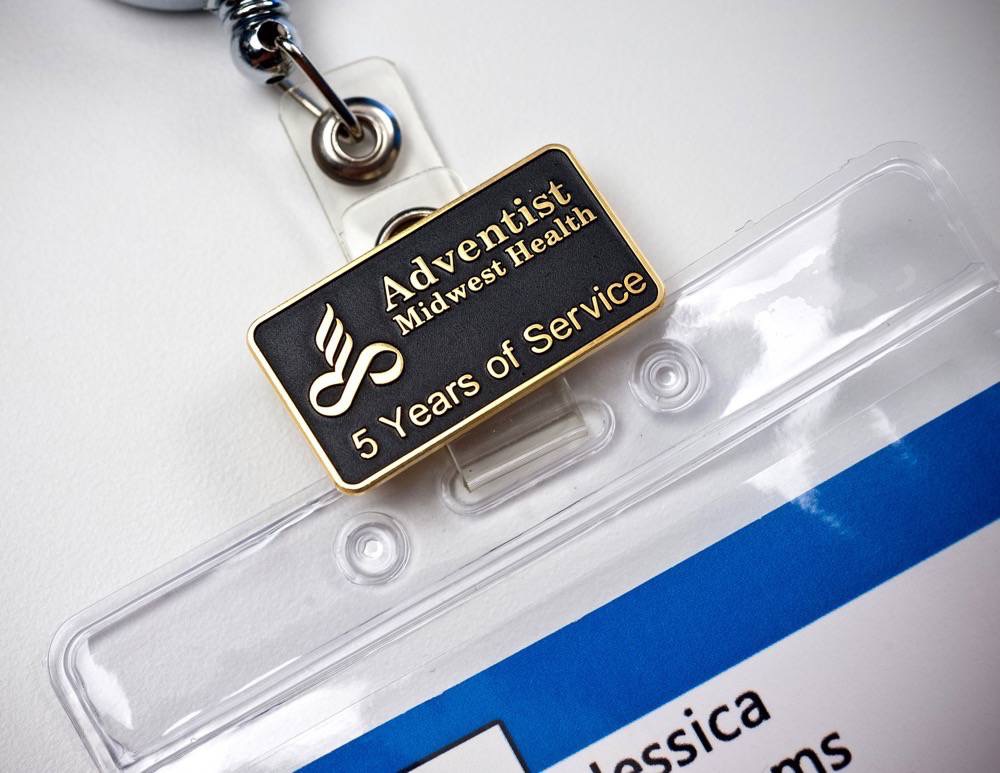 Adventist
Midwest Health
5 Years of Service
Jessica